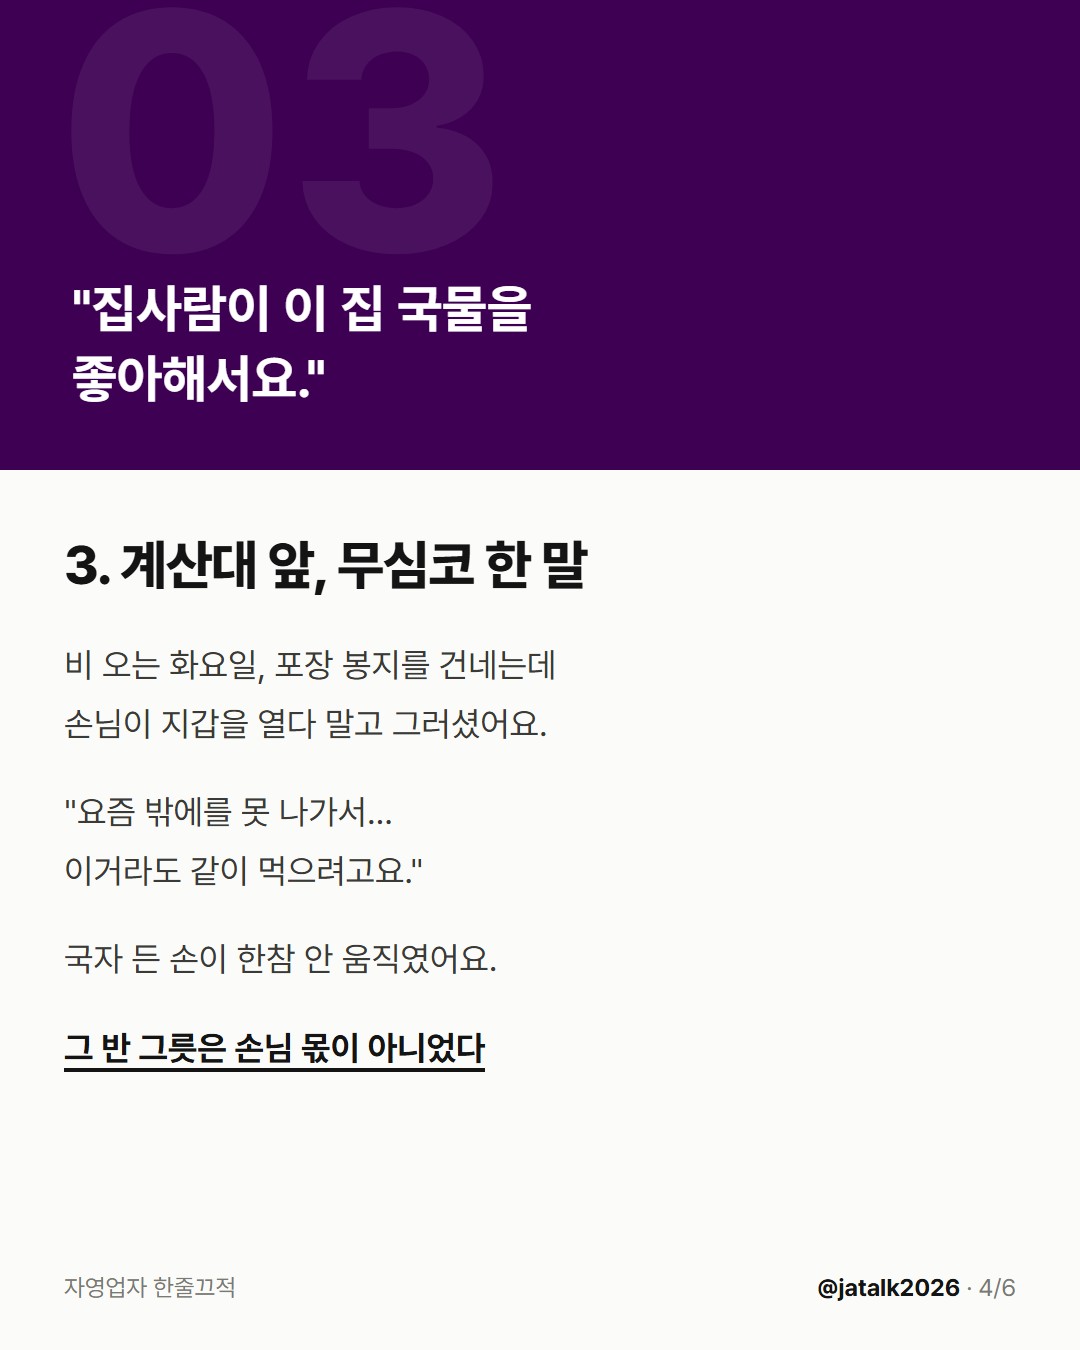 03
"집사람이 이 집 국물을
좋아해서요."
3. 계산대 앞, 무심코 한 말
비 오는 화요일, 포장 봉지를 건네는데
손님이 지갑을 열다 말고 그러셨어요.
"요즘 밖에를 못 나가서...
이거라도 같이 먹으려고요."
국자 든 손이 한참 안 움직였어요.
그 반 그릇은 손님 몫이 아니었다
자영업자 한줄끄적
@jatalk2026 · 4/6